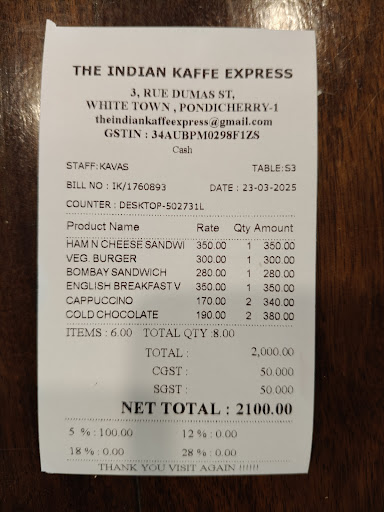 THE INDIAN KAFFE EXPRESS
3, RUE DUMAS ST,
WHITE TOWN , PONDICHERRY-1
theindiankaffeexpress@gmail.com
GSTIN : 34AUBPM0298F1ZS
Cash
STAFF: KAVAS TABLE: S3
BILL NO : IK/1760893 DATE : 23-03-2025
COUNTER : DESKTOP-502731L
Product Name Rate Qty Amount
HAM N CHEESE SANDWI 350.00 1 350.00
VEG. BURGER 300.00 1 300.00
BOMBAY SANDWICH 280.00 1 280.00
ENGLISH BREAKFAST V 350.00 1 350.00
CAPPUCCINO 170.00 2 340.00
COLD CHOCOLATE 190.00 2 380.00
ITEMS : 6.00 TOTAL QTY :8.00
TOTAL : 2,000.00
CGST : 50.000
SGST : 50.000
NET TOTAL : 2100.00
5 % : 100.00 12 % : 0.00
18 % : 0.00 28 % : 0.00
THANK YOU VISIT AGAIN !!!!!!